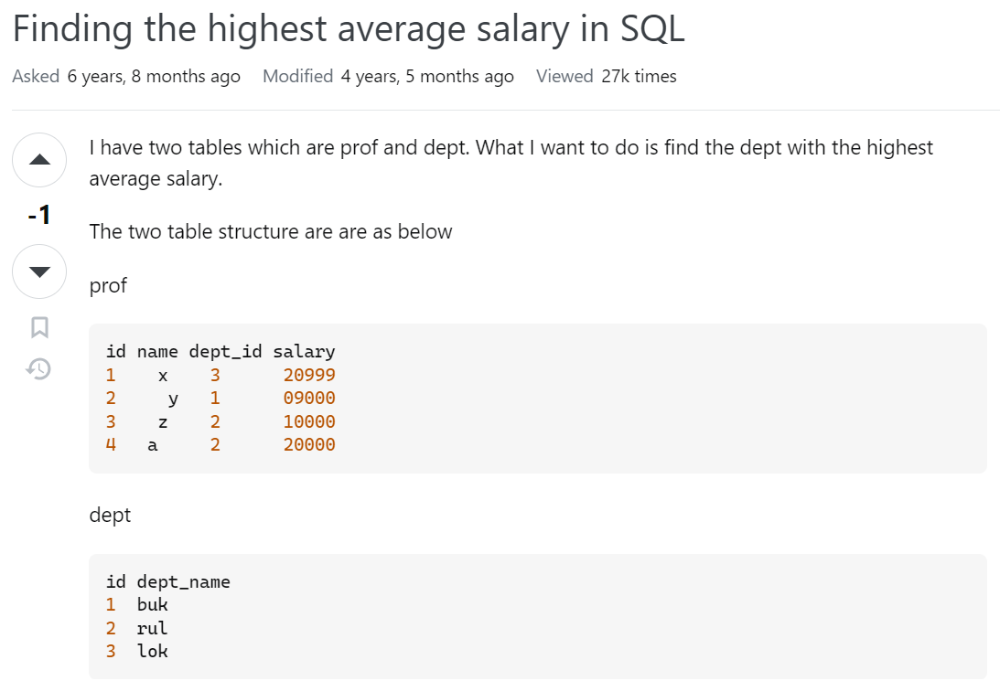 Finding the highest average salary in SQL
Asked 6 years, 8 months ago Modified 4 years, 5 months ago Viewed 27k times
I have two tables which are prof and dept. What I want to do is find the dept with the highest
average salary.
-1
The two table structure are are as below
prof
id name dept_id salary
1 x 3 20999
2 y 1 09000
3 z 2 10000
4 a 2 20000
dept
id dept_name
1 buk
2 rul
3 lok